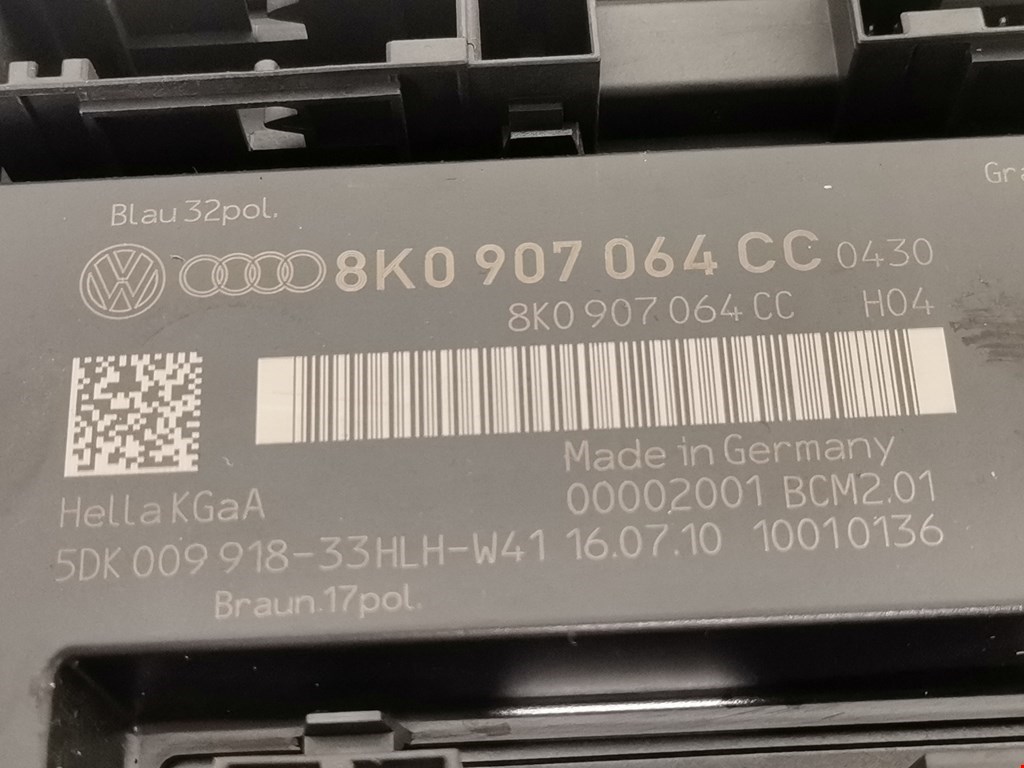 Gra
Blau 32pol.
8K0 907 064 CC 0430
8K0 907 064 CC H04
Made in Germany
Hella KGaA
00002001 BCM2.01
5DK 009 918-33HLH-W41 16.07.10 10010136
Braun.17pol.